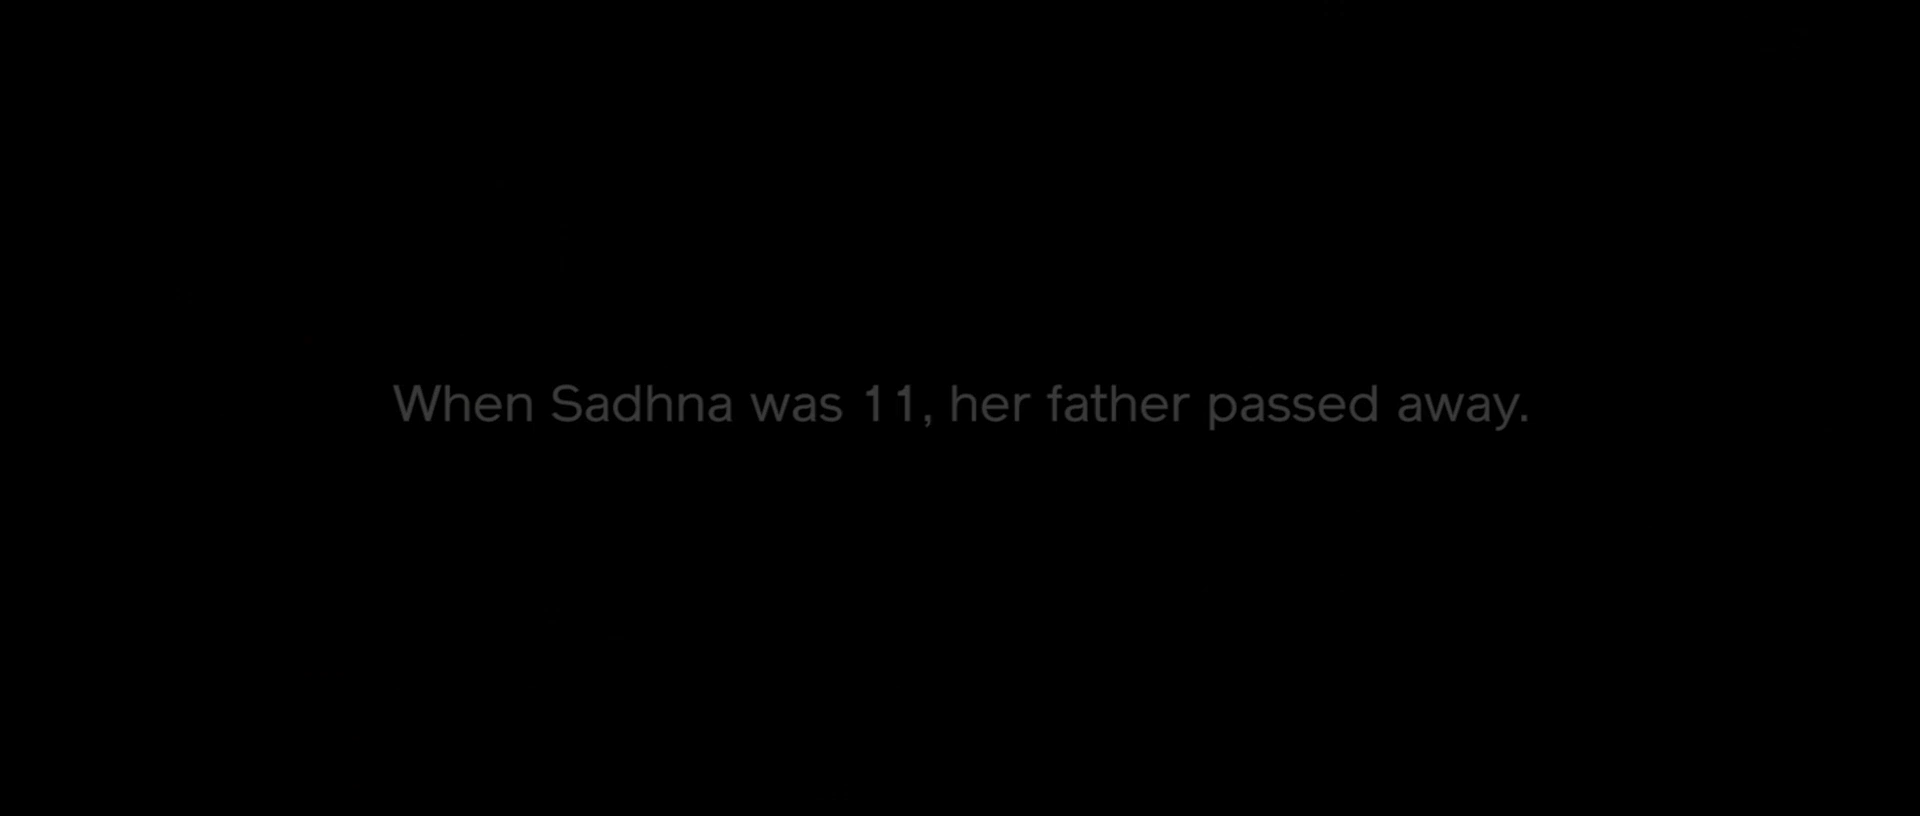 When Sadhna was 11, her father passed away.